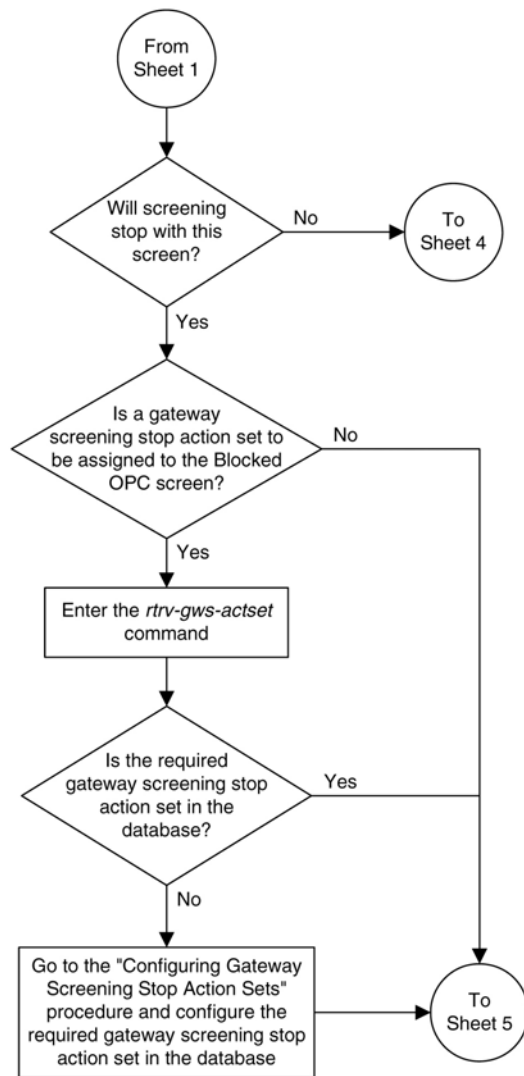 From
Sheet 1
Will screening
stop with this
screen?
No
To
Sheet 4
Yes
Is a gateway
screening stop action set to
be assigned to the Blocked
OPC screen?
No
Yes
Enter the rtrv-gws-actset
command
Is the required
gateway screening stop
action set in the
database?
Yes
No
Go to the "Configuring Gateway
Screening Stop Action Sets"
procedure and configure the
required gateway screening stop
action set in the database
To
Sheet 5